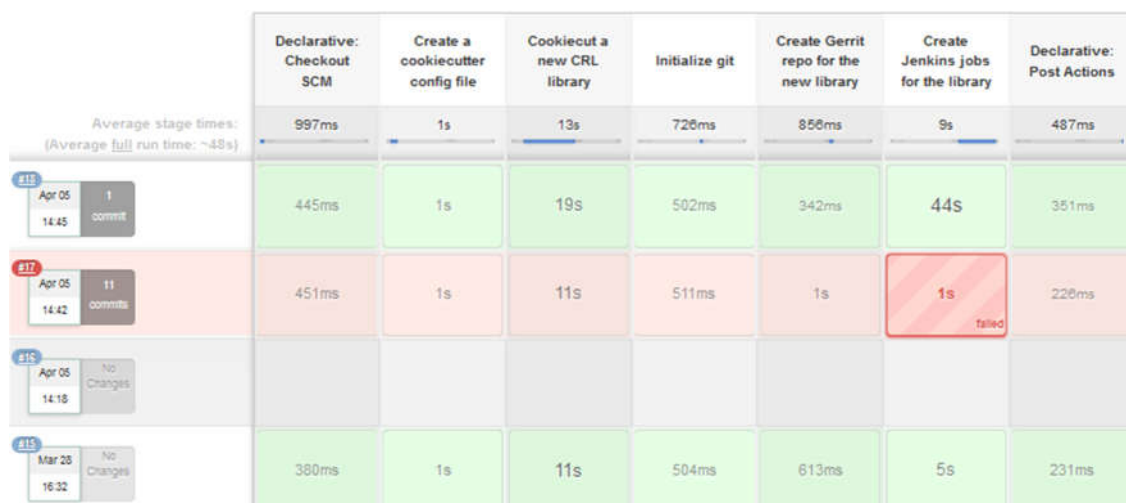 Declarative:
Checkout
SCM
Create a
cookiecutter
config file
Cookiecut a
new CRL
library
Initialize git
Create Gerrit
repo for the
new library
Create
Jenkins jobs
for the library
Declarative:
Post Actions
Average stage times:
(Average full run time: ~48s)
997ms
1s
13s
726ms
856ms
9s
487ms
#18
Apr 05
14:45
1
commit
445ms
1s
19s
502ms
342ms
44s
351ms
#17
Apr 05
14:42
11
commits
451ms
1s
11s
511ms
1s
1s
failed
226ms
#16
Apr 05
14:18
No
Changes
#15
Mar 28
16:32
No
Changes
380ms
1s
11s
504ms
613ms
5s
231ms